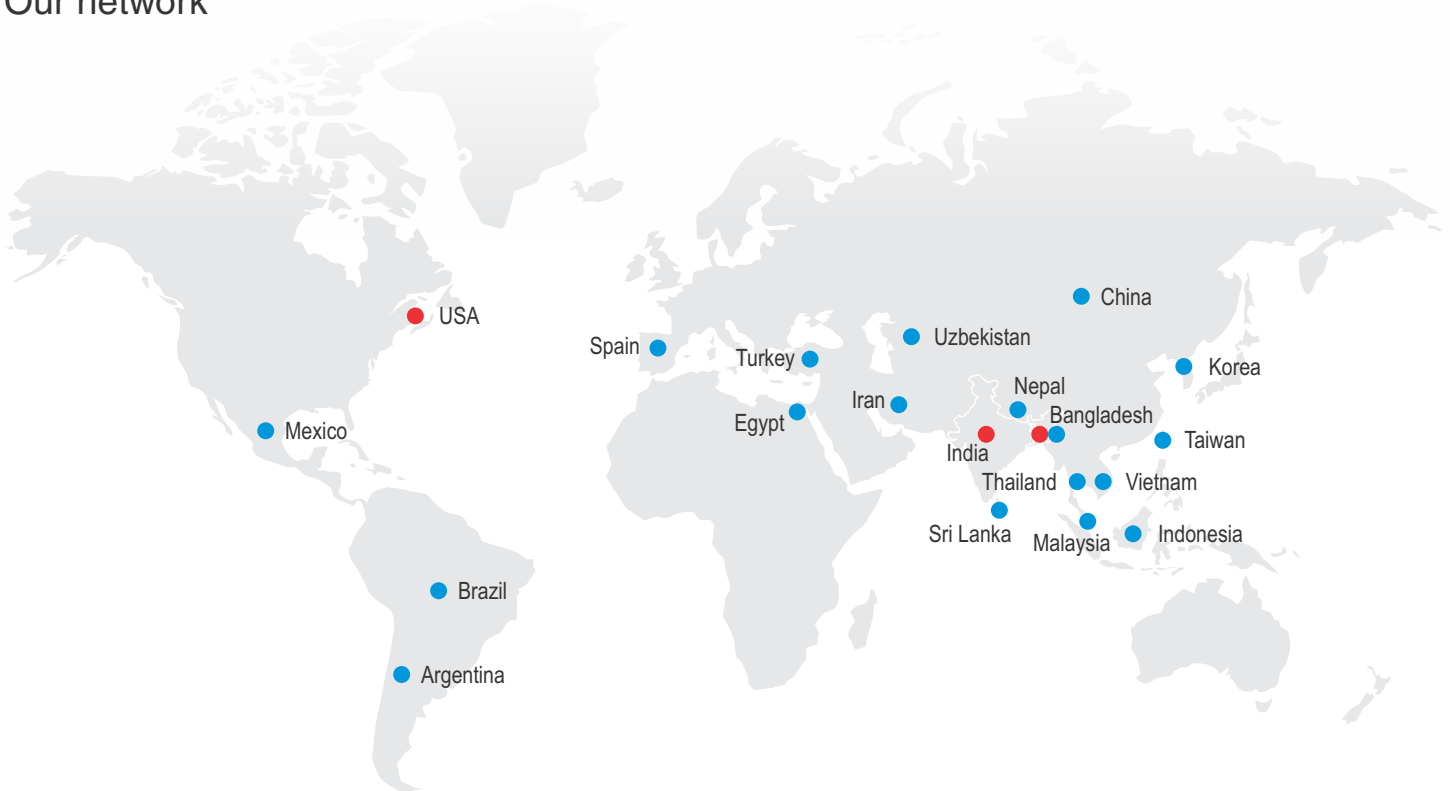 Our network
China
USA
Uzbekistan
Spain
Turkey
Korea
Nepal
Iran
Bangladesh
Egypt
Mexico
Taiwan
India
Thailand
Vietnam
Sri Lanka
Malaysia
Indonesia
Brazil
Argentina